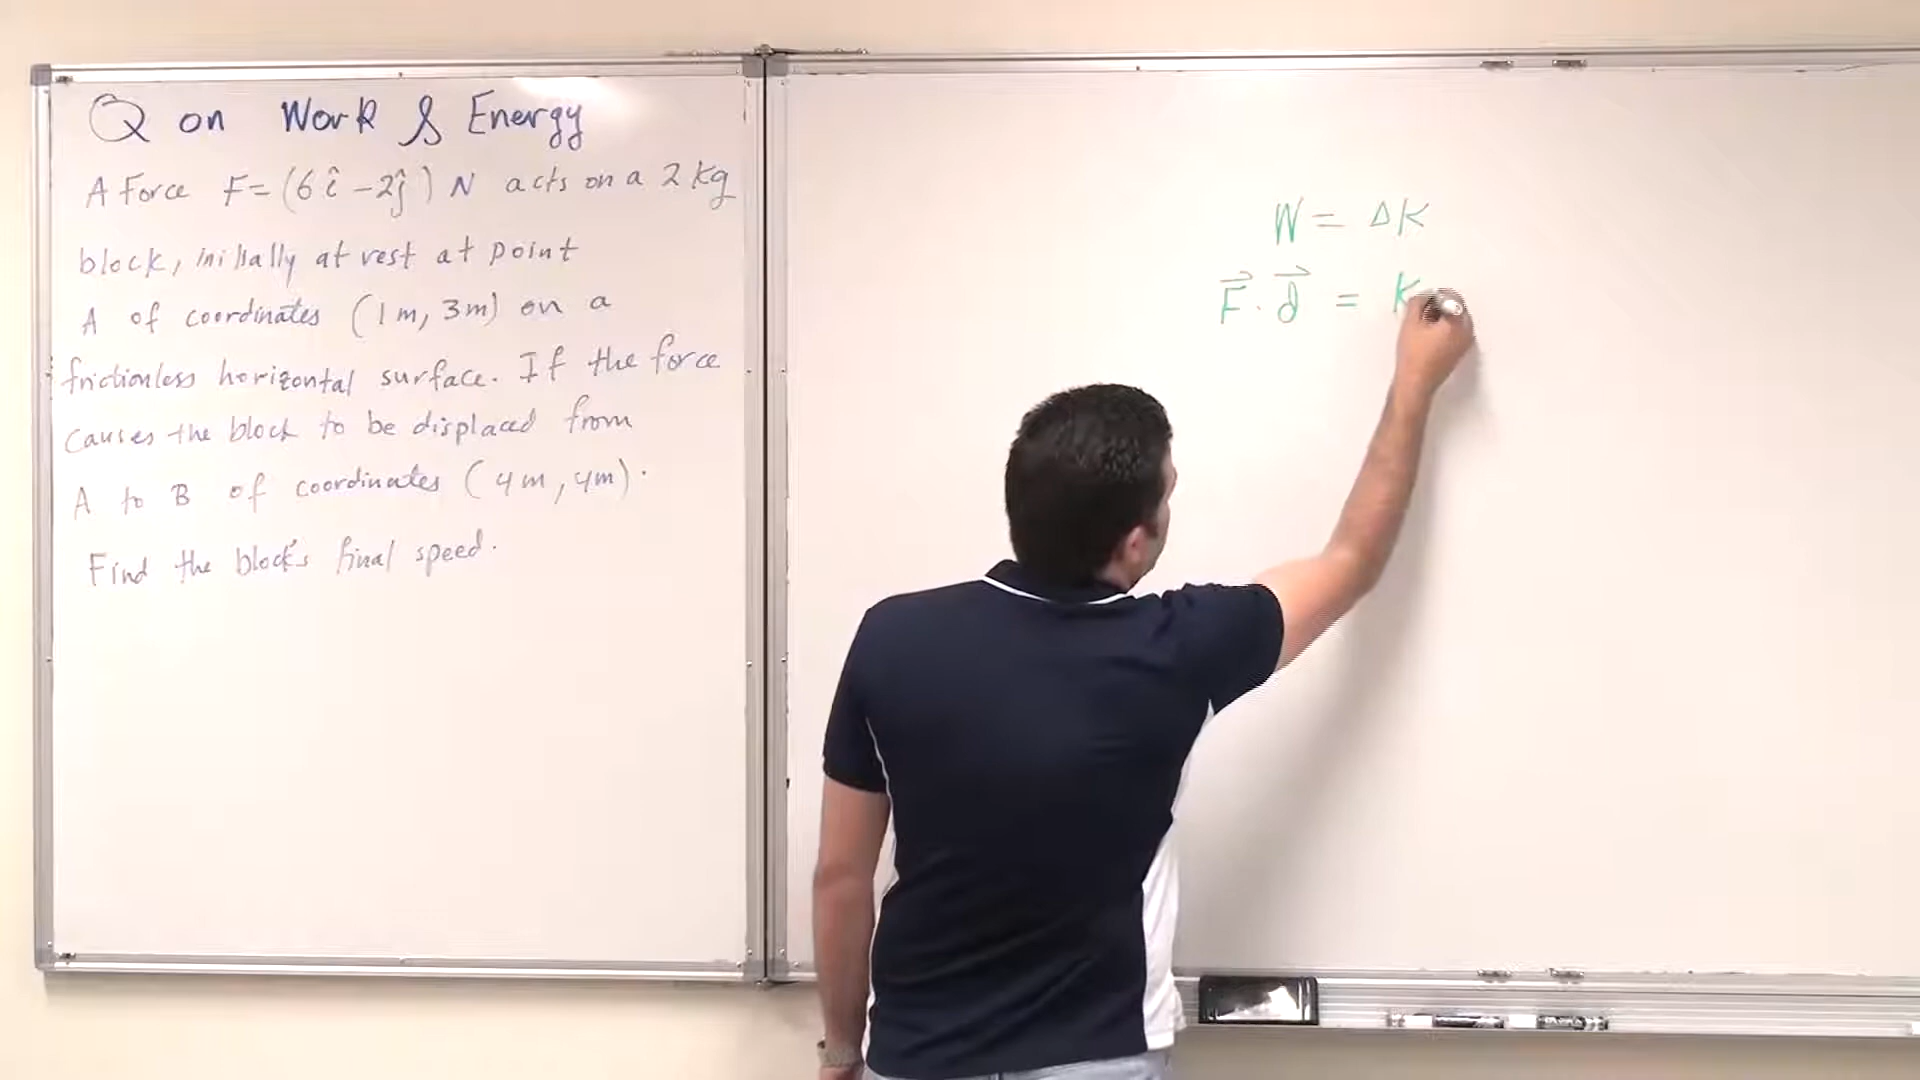 Q on Work & Energy
A Force F = (6î - 2ĵ) N acts on a 2 kg
block, initially at rest at point
A of coordinates (1m, 3m) on a
frictionless horizontal surface. If the force
causes the block to be displaced from
A to B of coordinates (4m, 4m).
Find the block's final speed.
W = ΔK
F⃗ · d⃗ = K